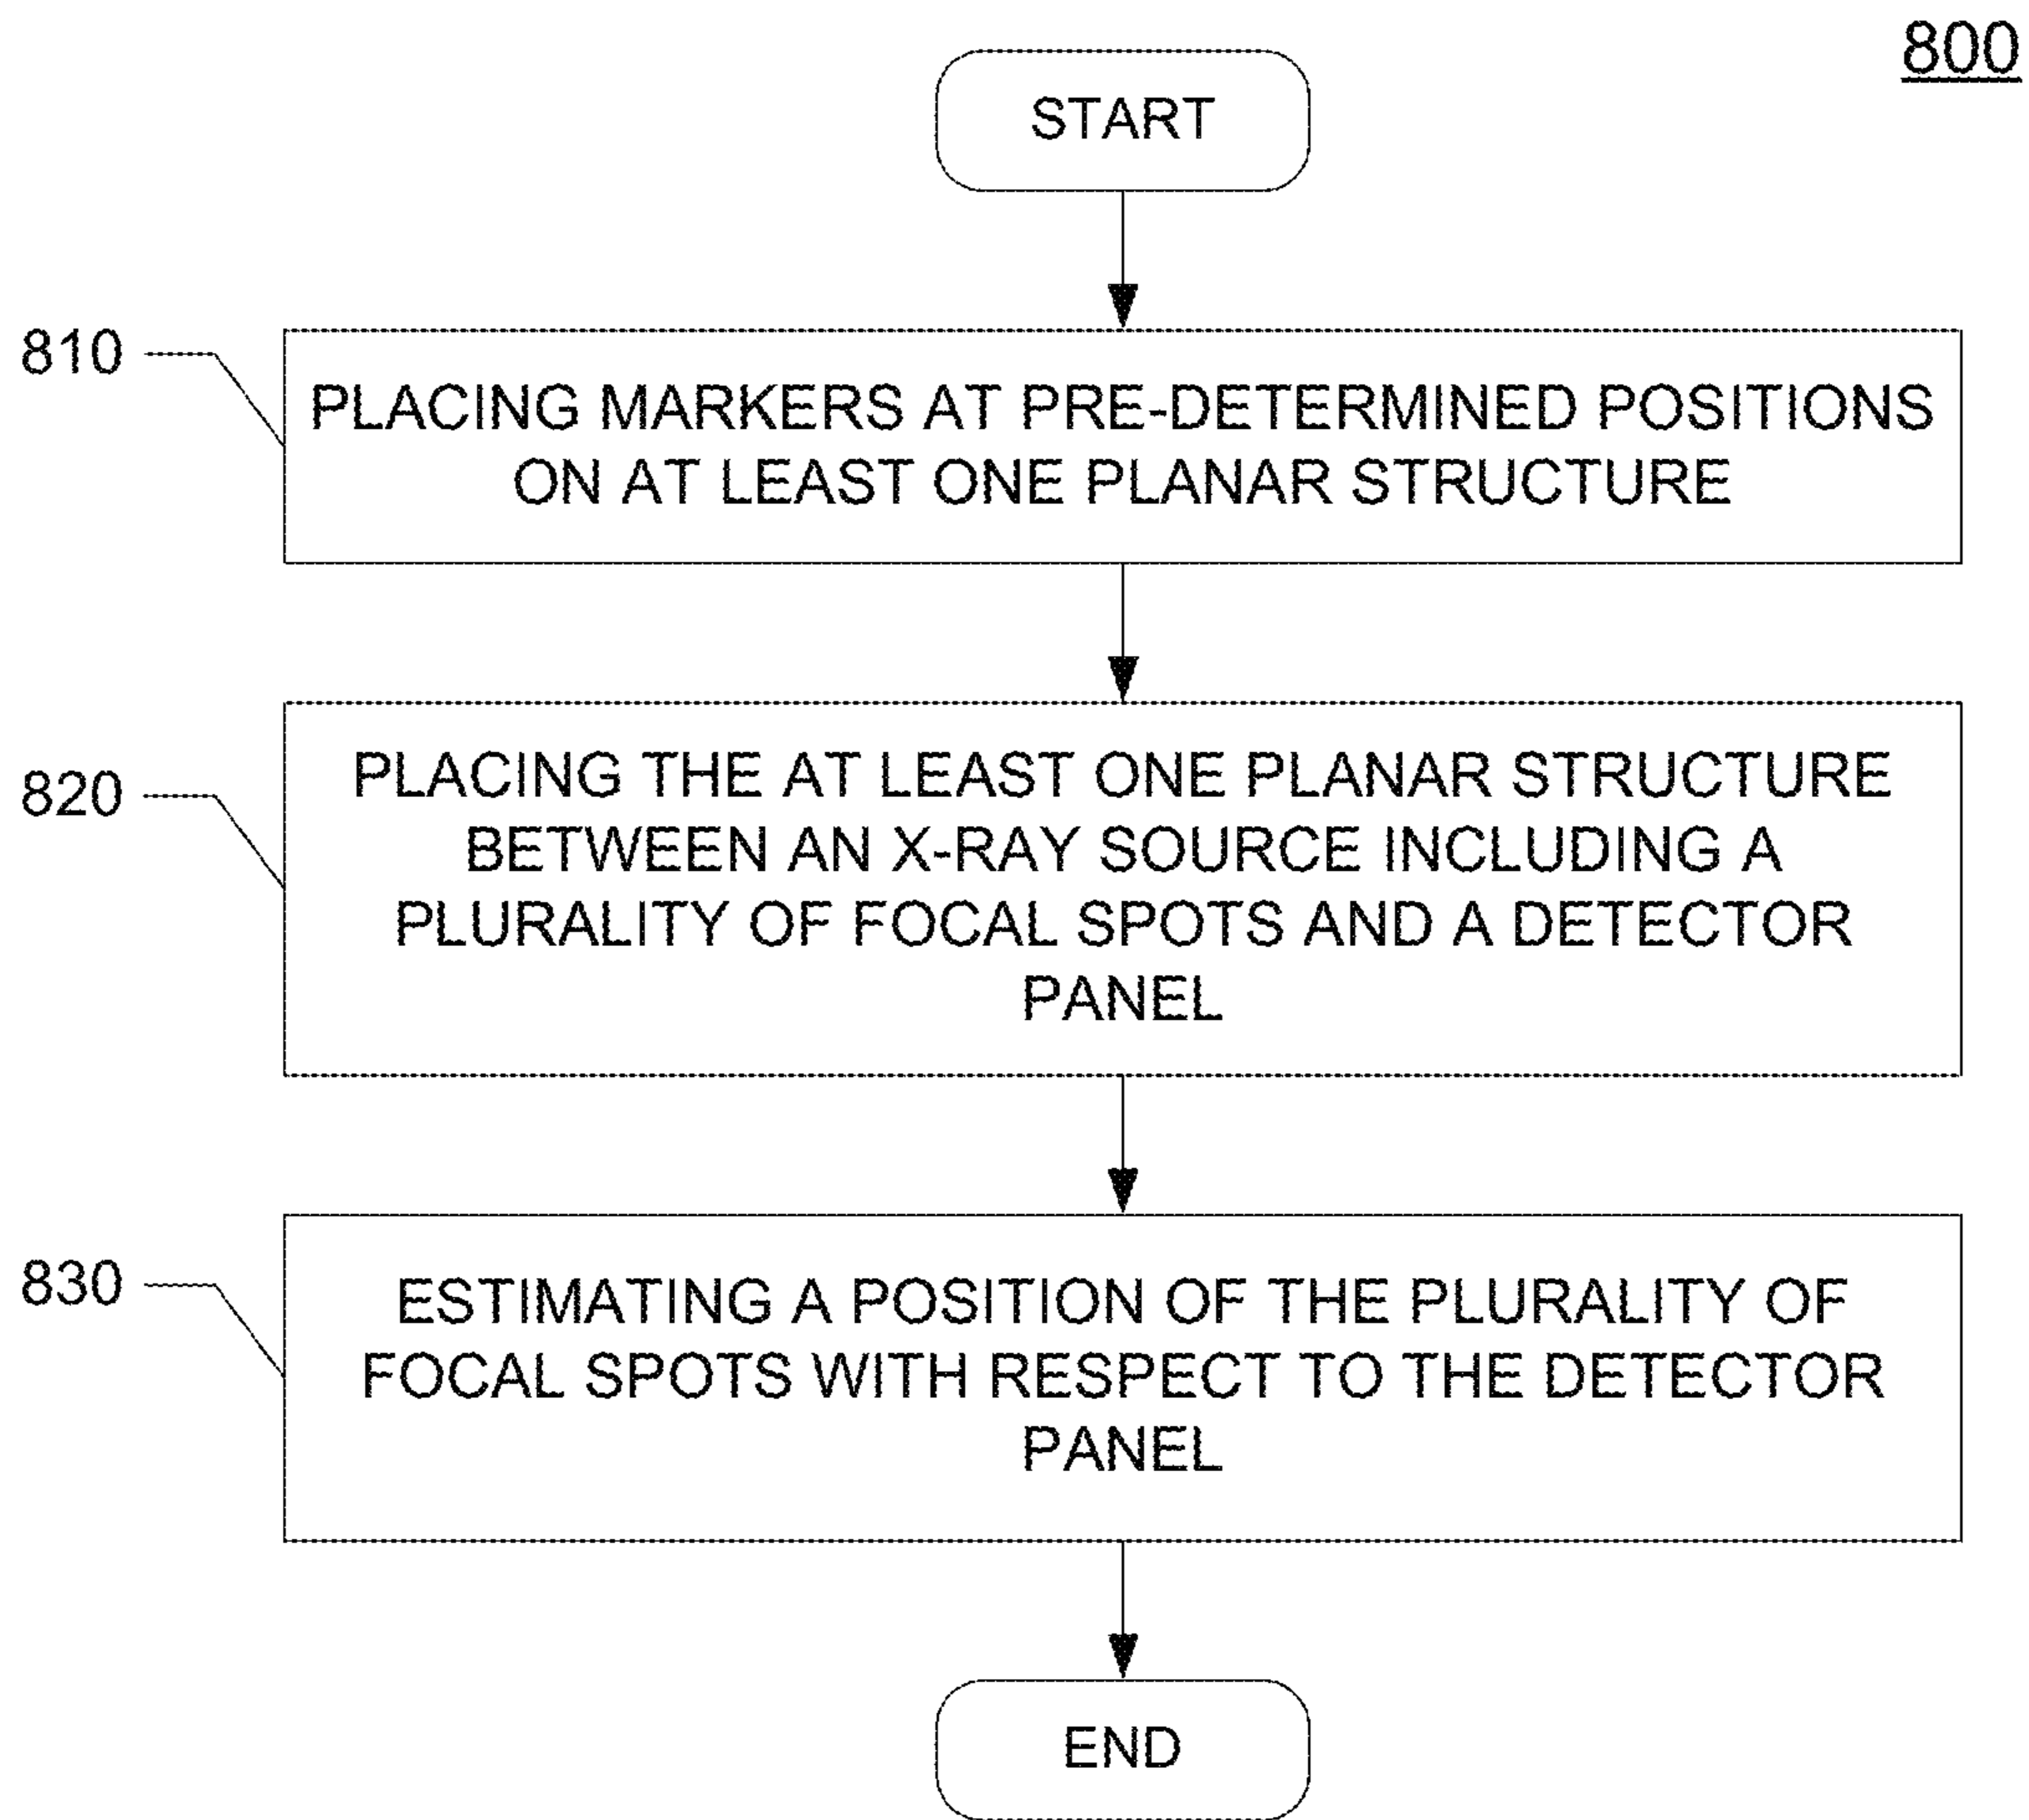 800
START
810
PLACING MARKERS AT PRE-DETERMINED POSITIONS
ON AT LEAST ONE PLANAR STRUCTURE
820
PLACING THE AT LEAST ONE PLANAR STRUCTURE
BETWEEN AN X-RAY SOURCE INCLUDING A
PLURALITY OF FOCAL SPOTS AND A DETECTOR
PANEL
830
ESTIMATING A POSITION OF THE PLURALITY OF
FOCAL SPOTS WITH RESPECT TO THE DETECTOR
PANEL
END